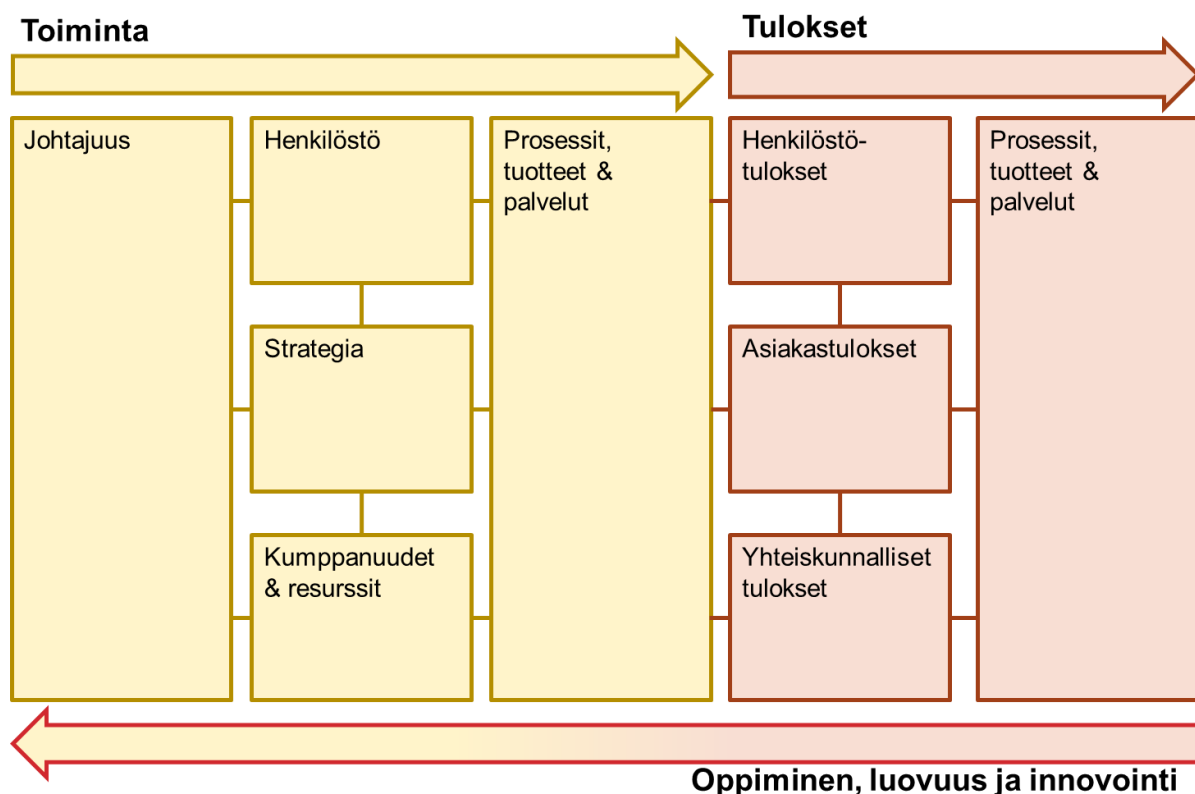 Toiminta
Tulokset
Johtajuus
Henkilöstö
Prosessit,
tuotteet &
palvelut
Henkilöstö-
tulokset
Prosessit,
tuotteet &
palvelut
Strategia
Asiakastulokset
Kumppanuudet
& resurssit
Yhteiskunnalliset
tulokset
Oppiminen, luovuus ja innovointi